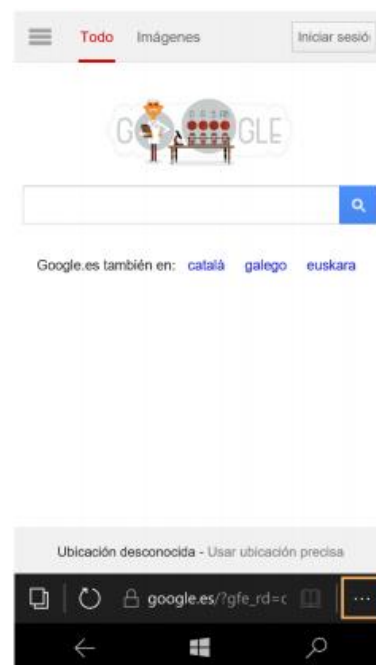 Todo Imágenes Iniciar sesió
GOOGLE
Google.es también en: català galego euskara
Ubicación desconocida - Usar ubicación precisa
google.es/?gfe_rd=c